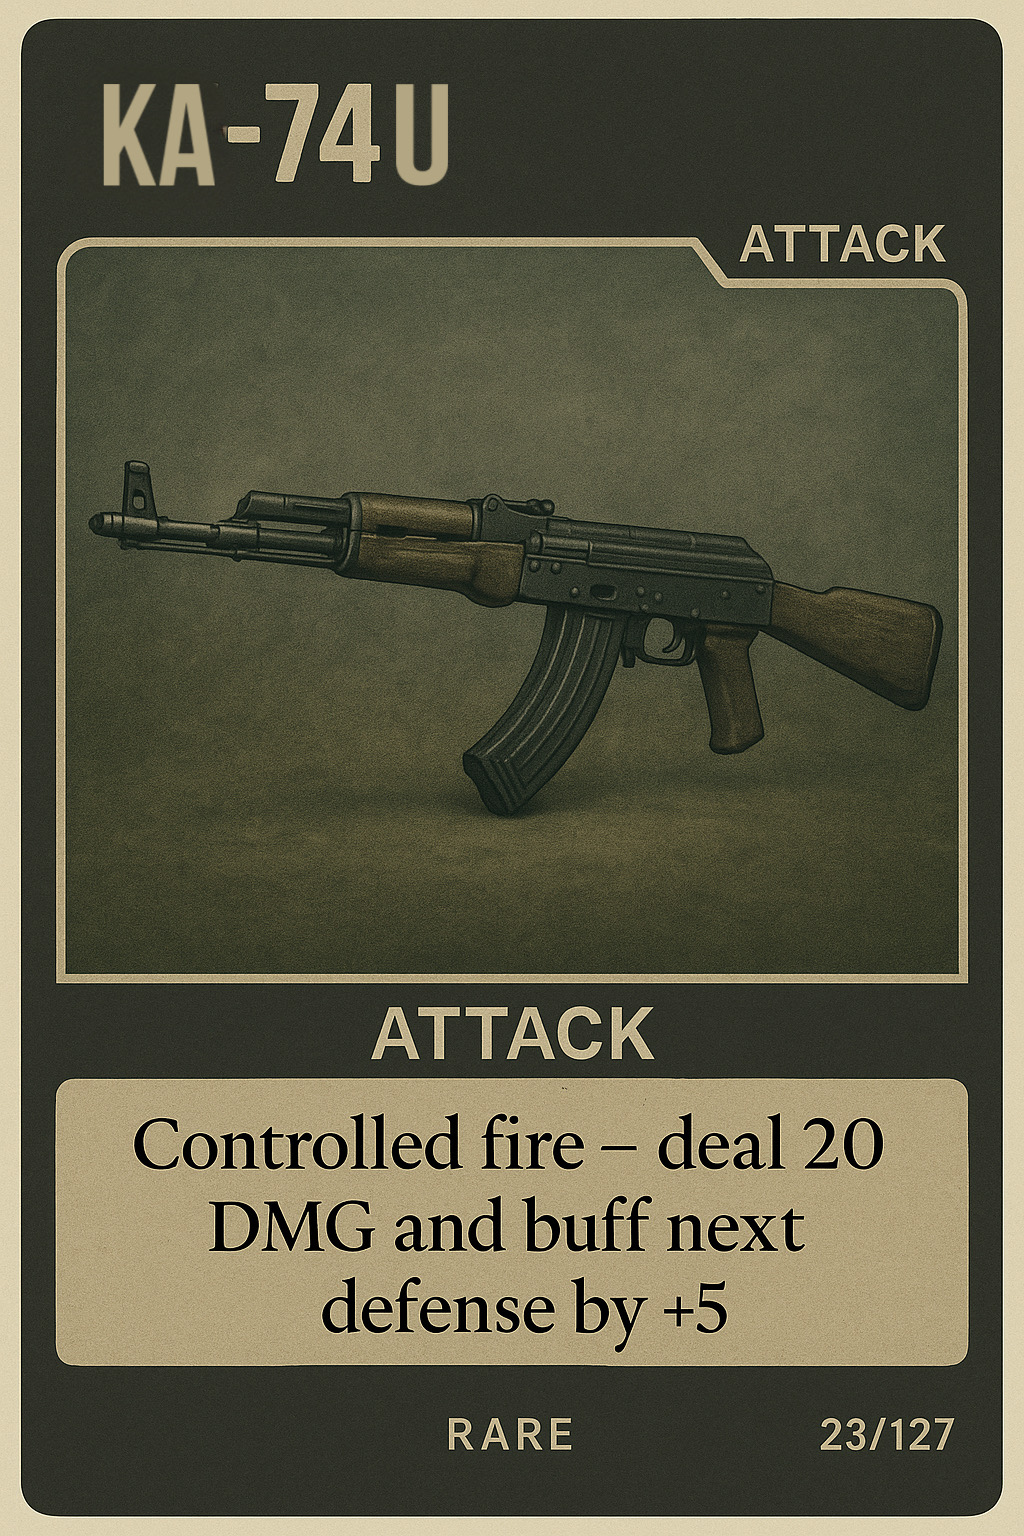 KA-74U
ATTACK
ATTACK
Controlled fire – deal 20
DMG and buff next
defense by +5
RARE
23/127